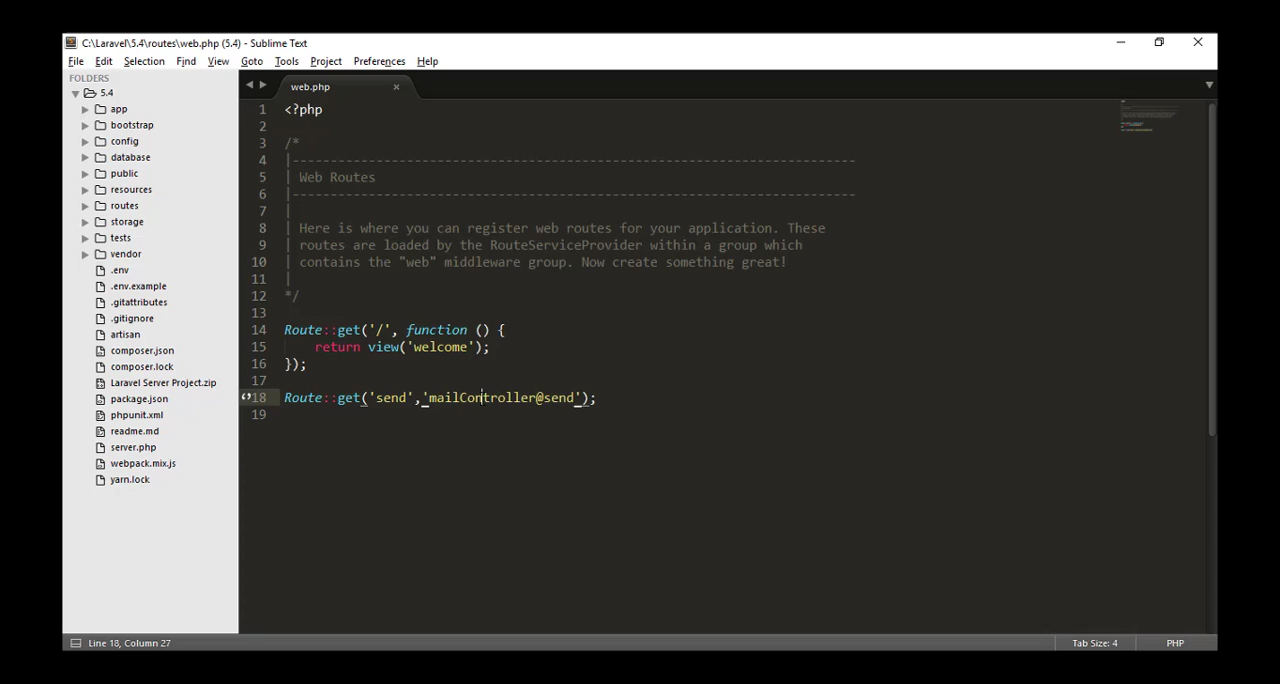 C:\Laravel\5.4\routes\web.php (5.4) - Sublime Text
File Edit Selection Find View Goto Tools Project Preferences Help
FOLDERS
5.4
app
bootstrap
config
database
public
resources
routes
storage
tests
vendor
.env
.env.example
.gitattributes
.gitignore
artisan
composer.json
composer.lock
Laravel Server Project.zip
package.json
phpunit.xml
readme.md
server.php
webpack.mix.js
yarn.lock
web.php
1 <?php
2
3 /*
4 |--------------------------------------------------------------------------
5 | Web Routes
6 |--------------------------------------------------------------------------
7 |
8 | Here is where you can register web routes for your application. These
9 | routes are loaded by the RouteServiceProvider within a group which
10 | contains the "web" middleware group. Now create something great!
11 |
12 */
13
14 Route::get('/', function () {
15     return view('welcome');
16 });
17
18 Route::get('send','mailController@send');
19
Line 18, Column 27
Tab Size: 4
PHP